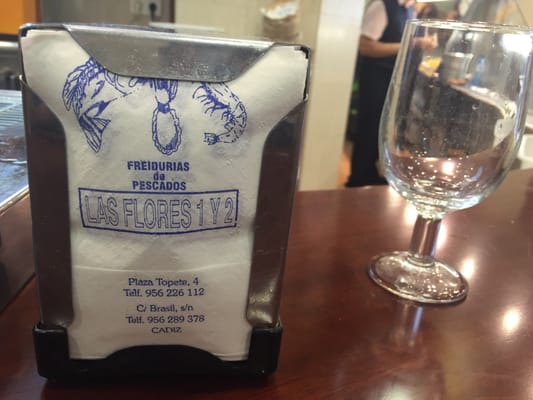 FREIDURIAS
de
PESCADOS
LAS FLORES 1 Y 2
Plaza Topete, 4
Telf. 956 226 112
C/ Brasil, s/n
Telf. 956 289 378
CADIZ